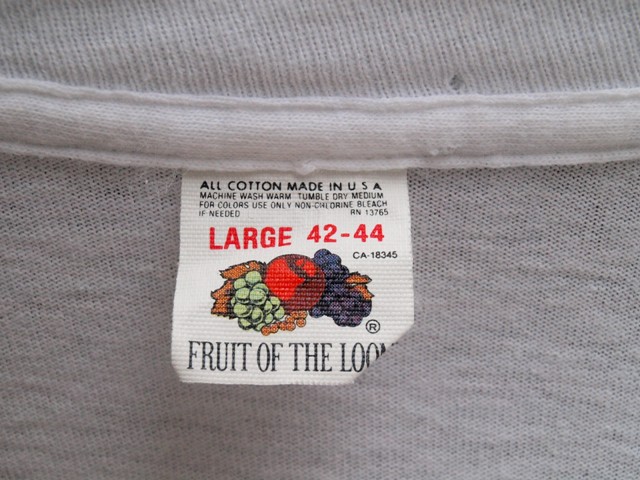 ALL COTTON MADE IN U S A
MACHINE WASH WARM TUMBLE DRY MEDIUM
FOR COLORS USE ONLY NON-CHLORINE BLEACH
IF NEEDED RN 13765
LARGE 42-44
CA-18345
®
FRUIT OF THE LOOM